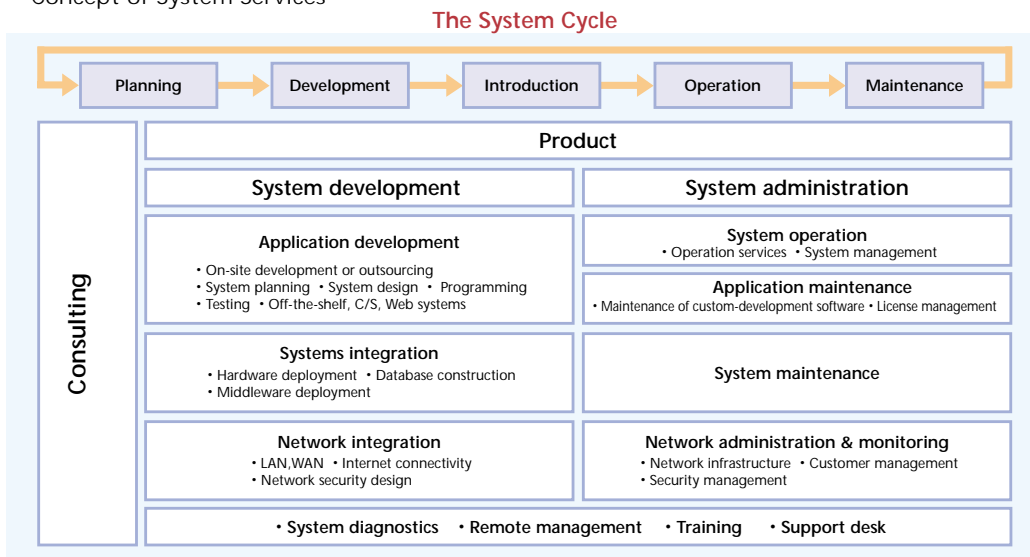 Concept of System Services
The System Cycle
Planning
Development
Introduction
Operation
Maintenance
Consulting
Product
System development
System administration
Application development
• On-site development or outsourcing
• System planning • System design • Programming
• Testing • Off-the-shelf, C/S, Web systems
System operation
• Operation services • System management
Application maintenance
• Maintenance of custom-development software • License management
Systems integration
• Hardware deployment • Database construction
• Middleware deployment
System maintenance
Network integration
• LAN,WAN • Internet connectivity
• Network security design
Network administration & monitoring
• Network infrastructure • Customer management
• Security management
• System diagnostics • Remote management • Training • Support desk